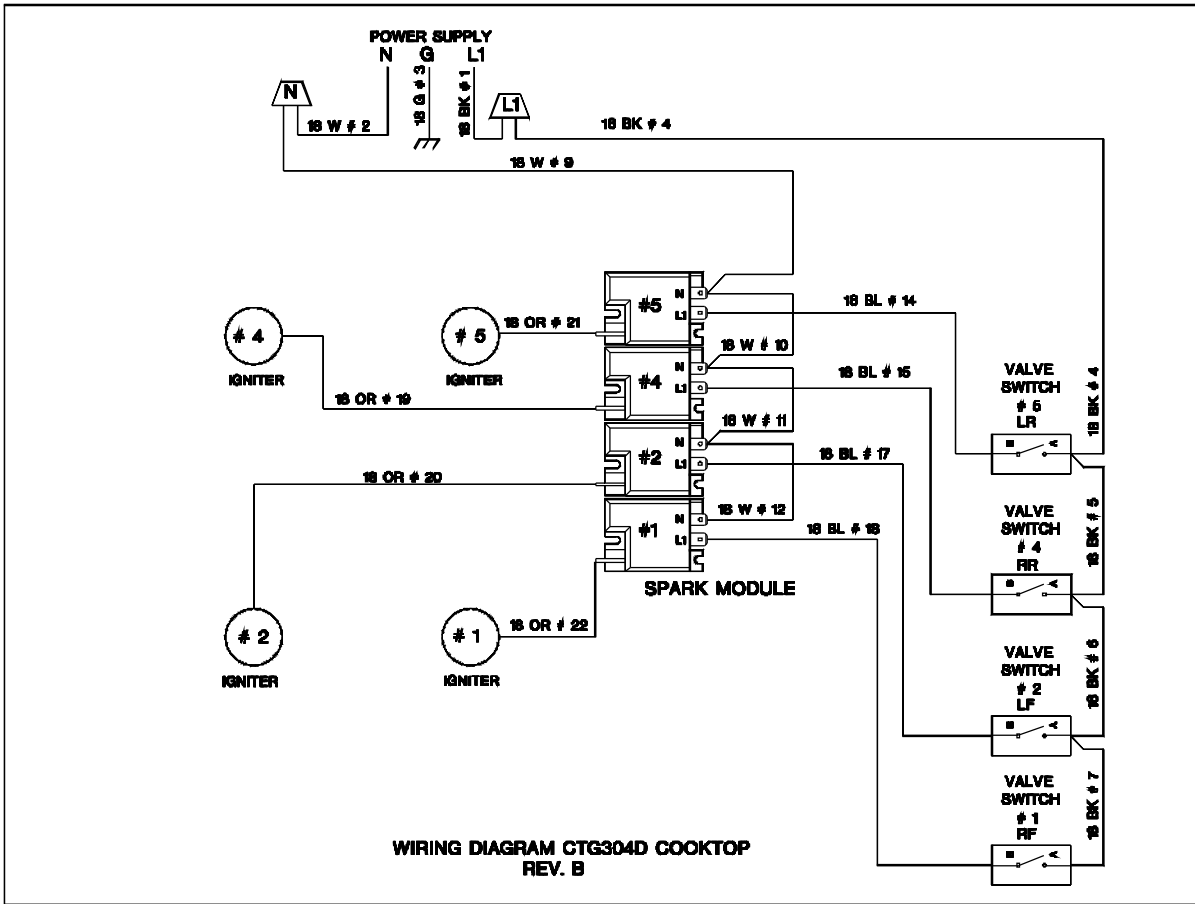 POWER SUPPLY
N G L1
N
L1
18 W # 2
18 G # 3
18 BK # 1
18 BK # 4
18 W # 9
#5
N
L1
18 BL # 14
# 4
IGNITER
# 5
IGNITER
18 OR # 21
18 W # 10
#4
N
L1
18 BL # 15
18 OR # 19
VALVE
SWITCH
# 5
LR
B A
18 BK # 4
18 W # 11
#2
N
L1
18 BL # 17
18 OR # 20
18 W # 12
#1
N
L1
18 BL # 18
SPARK MODULE
VALVE
SWITCH
# 4
RR
B A
18 BK # 5
# 2
IGNITER
# 1
IGNITER
18 OR # 22
VALVE
SWITCH
# 2
LF
B A
18 BK # 6
VALVE
SWITCH
# 1
RF
B A
18 BK # 7
WIRING DIAGRAM CTG304D COOKTOP
REV. B